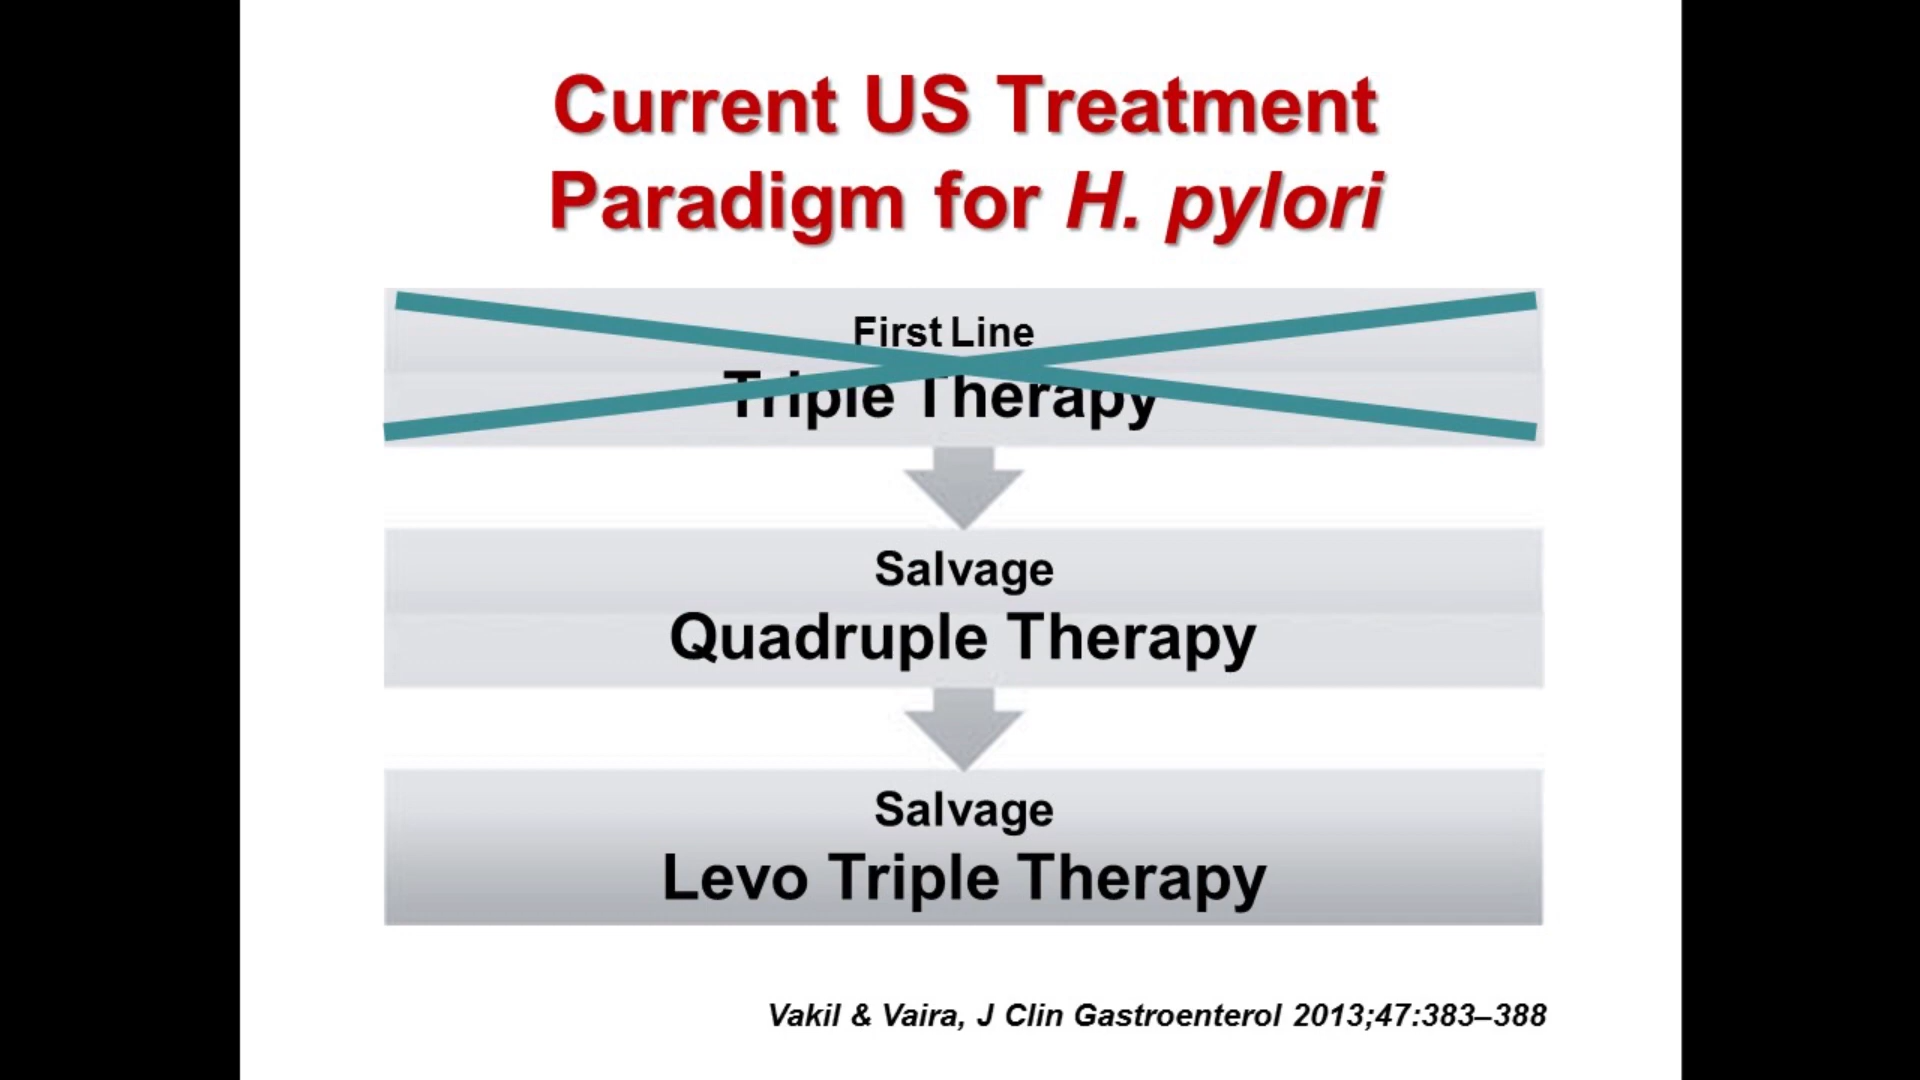 Current US Treatment
Paradigm for H. pylori
First Line
Triple Therapy
Salvage
Quadruple Therapy
Salvage
Levo Triple Therapy
Vakil & Vaira, J Clin Gastroenterol 2013;47:383–388